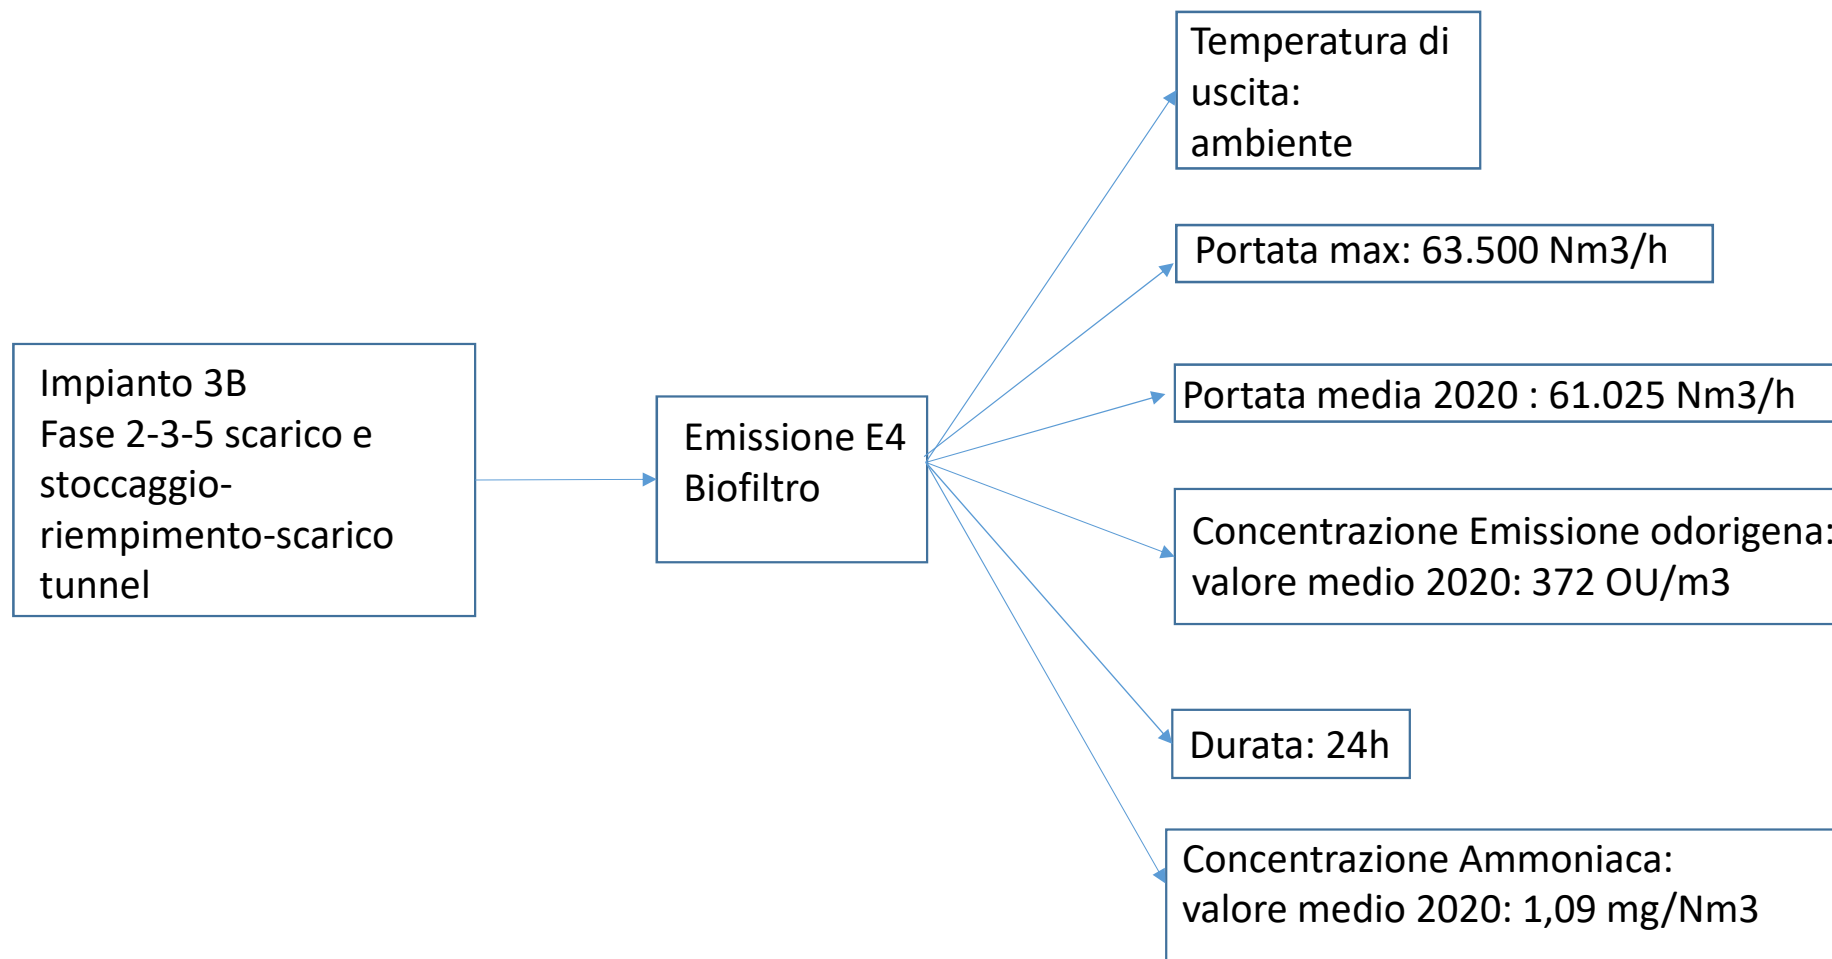 Impianto 3B
Fase 2-3-5 scarico e
stoccaggio-
riempimento-scarico
tunnel
Emissione E4
Biofiltro
Temperatura di
uscita:
ambiente
Portata max: 63.500 Nm3/h
Portata media 2020 : 61.025 Nm3/h
Concentrazione Emissione odorigena:
valore medio 2020: 372 OU/m3
Durata: 24h
Concentrazione Ammoniaca:
valore medio 2020: 1,09 mg/Nm3